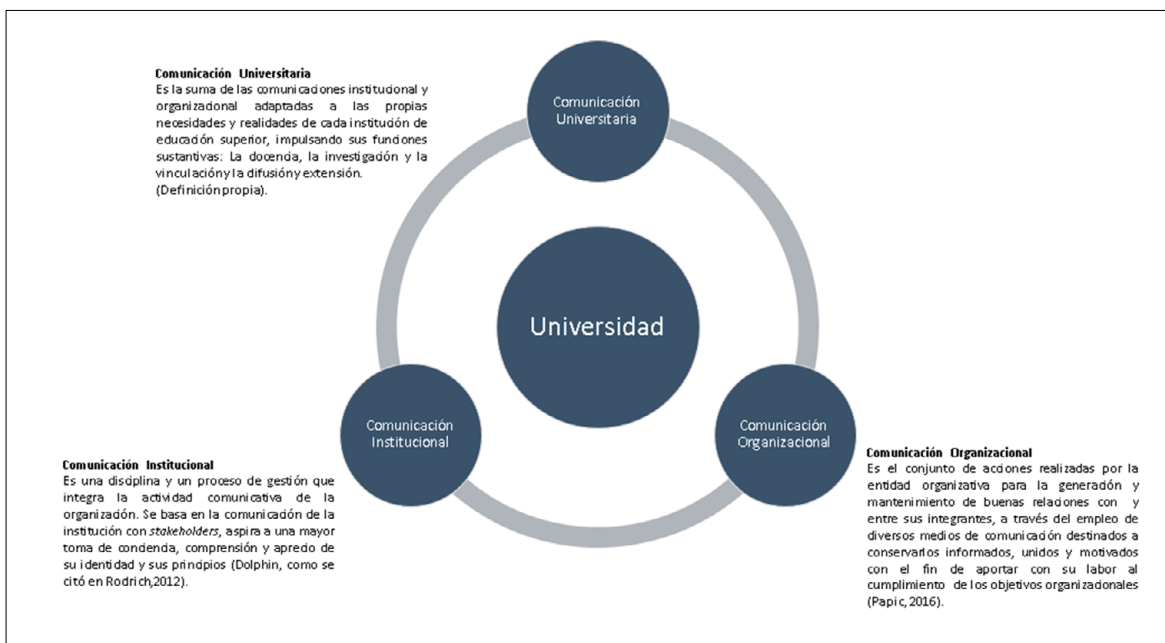 Comunicación Universitaria
Es la suma de las comunicaciones institucional y
organizacional adaptadas a las propias
necesidades y realidades de cada institución de
educación superior, impulsando sus funciones
sustantivas: La docencia, la investigación y la
vinculacióny la difusióny extensión.
(Definiciónpropia).
Comunicación
Universitaria
Universidad
Comunicación
Institucional
Comunicación
Organizacional
Comunicación Institucional
Es una disciplina y un proceso de gestión que
integra la actividad comunicativa de la
organización. Se basa en la comunicación de la
institución con stakeholders, aspira a una mayor
toma de conciencia, comprensión y aprecio de
su identidad y sus principios (Dolphin, como se
citó en Rodrich,2012).
Comunicación Organizacional
Es el conjunto de acciones realizadas por la
entidad organizativa para la generación y
mantenimiento de buenas relaciones con y
entre sus integrantes, a través del empleo de
diversos medios de comunicación destinados a
conservarlos informados, unidos y motivados
con el fin de aportar con su labor al
cumplimiento de los objetivos organizacionales
(Papic, 2016).